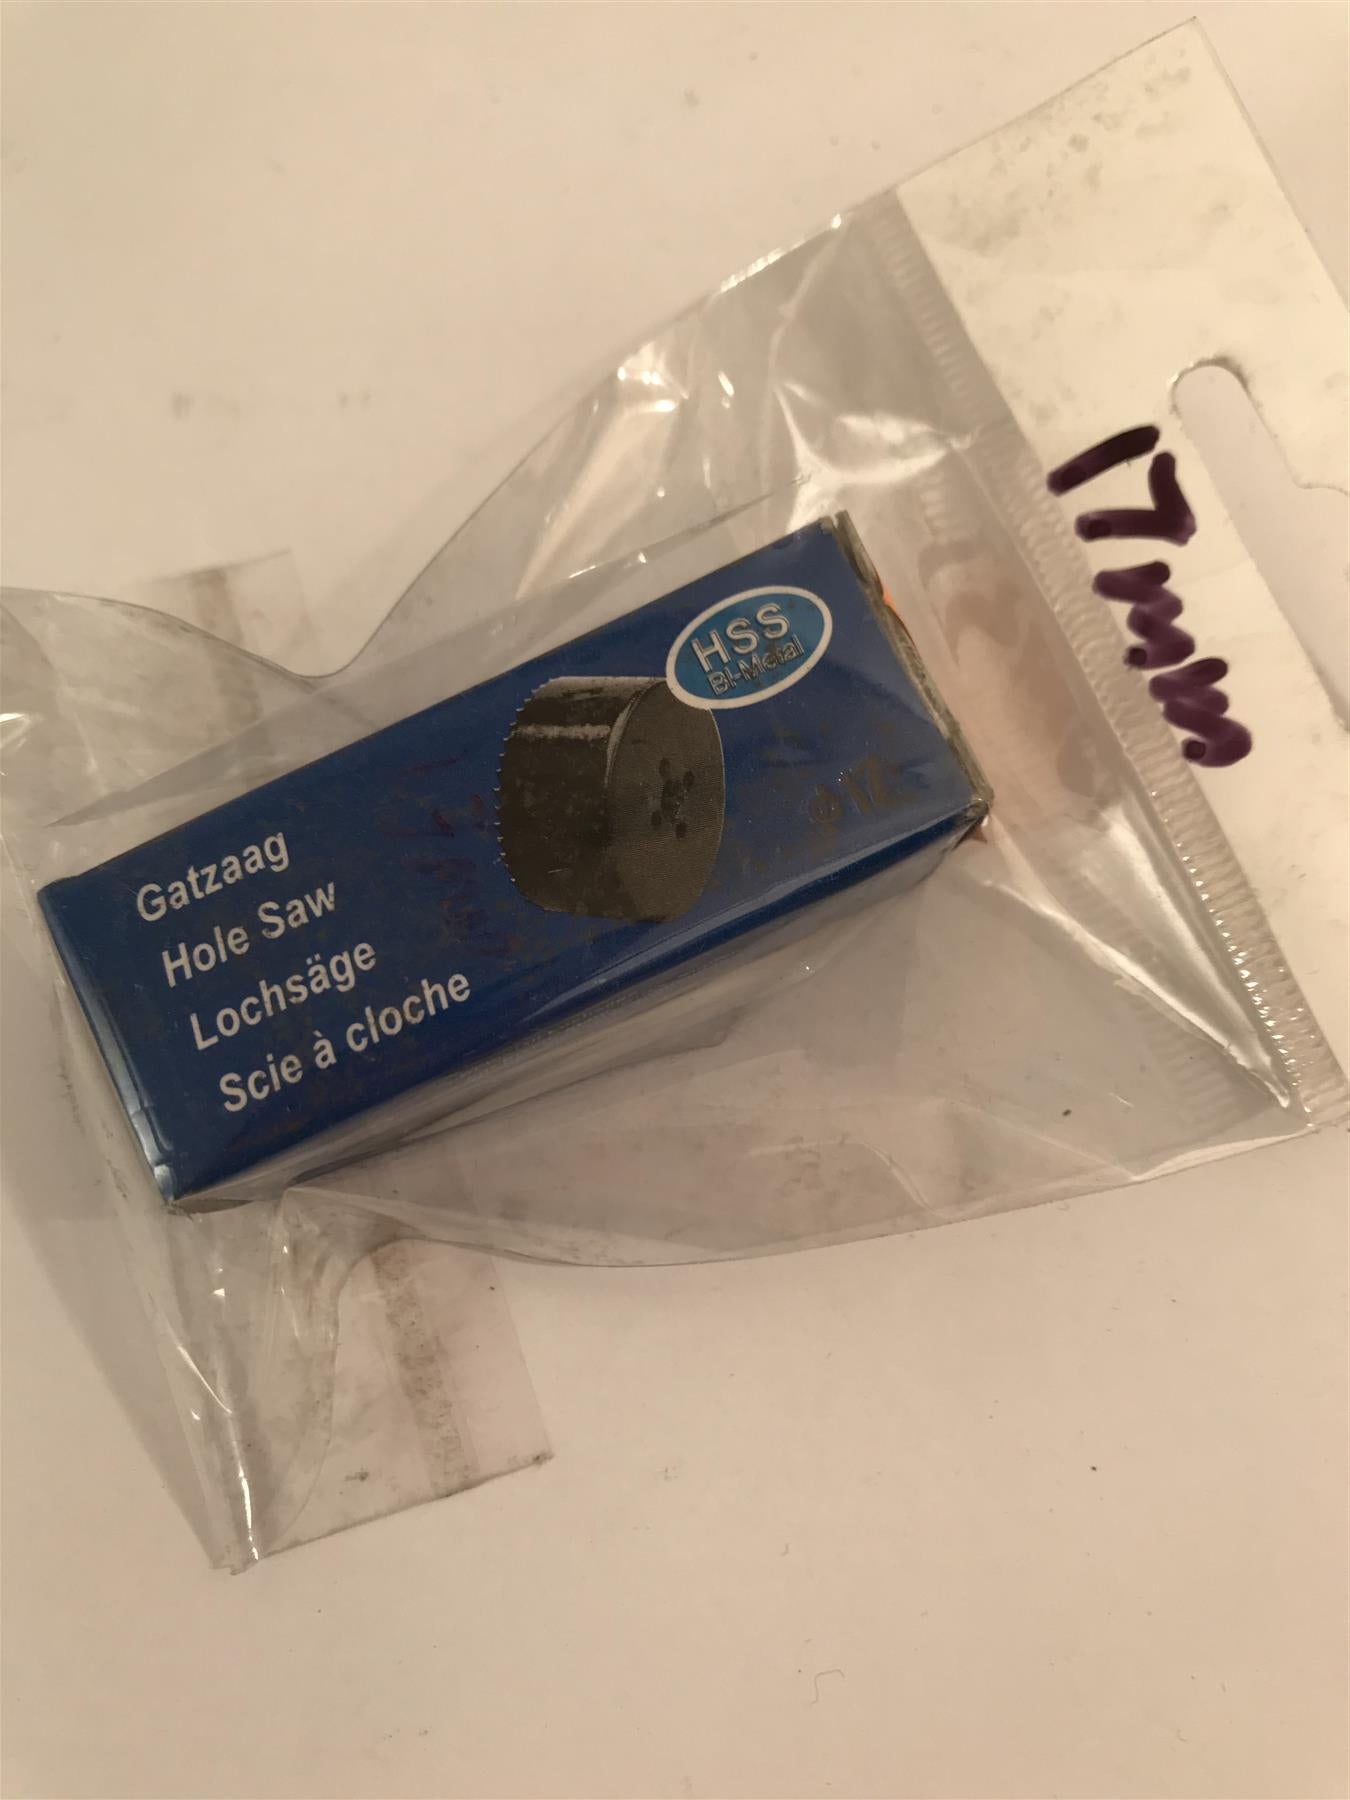 17mm
HSS
Bi-Metal
Gatzaag
Hole Saw
Lochsäge
Scie à cloche